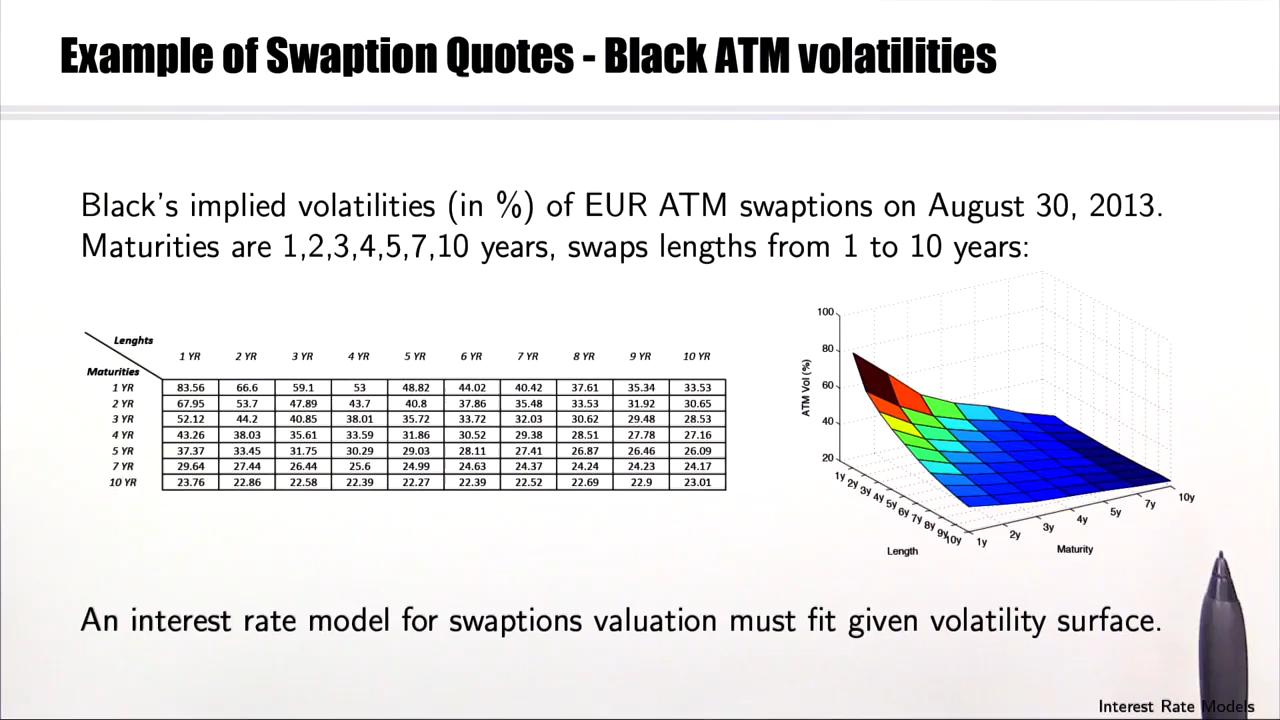 Example of Swaption Quotes - Black ATM volatilities
Black's implied volatilities (in %) of EUR ATM swaptions on August 30, 2013.
Maturities are 1,2,3,4,5,7,10 years, swaps lengths from 1 to 10 years:
Lenghts
1 YR 2 YR 3 YR 4 YR 5 YR 6 YR 7 YR 8 YR 9 YR 10 YR
Maturities
1 YR 83.56 66.6 59.1 53 48.82 44.02 40.42 37.61 35.34 33.53
2 YR 67.95 53.7 47.89 43.7 40.8 37.86 35.48 33.53 31.92 30.65
3 YR 52.12 44.2 40.85 38.01 35.72 33.72 32.03 30.62 29.48 28.53
4 YR 43.26 38.03 35.61 33.59 31.86 30.52 29.38 28.51 27.78 27.16
5 YR 37.37 33.45 31.75 30.29 29.03 28.11 27.41 26.87 26.46 26.09
7 YR 29.64 27.44 26.44 25.6 24.99 24.63 24.37 24.24 24.23 24.17
10 YR 23.76 22.86 22.58 22.39 22.27 22.39 22.52 22.69 22.9 23.01
100
80
60
40
20
ATM Vol (%)
1y 2y 3y 4y 5y 6y 7y 8y 9y 10y
Length
1y 2y 3y 4y 5y 7y 10y
Maturity
An interest rate model for swaptions valuation must fit given volatility surface.
Interest Rate Models